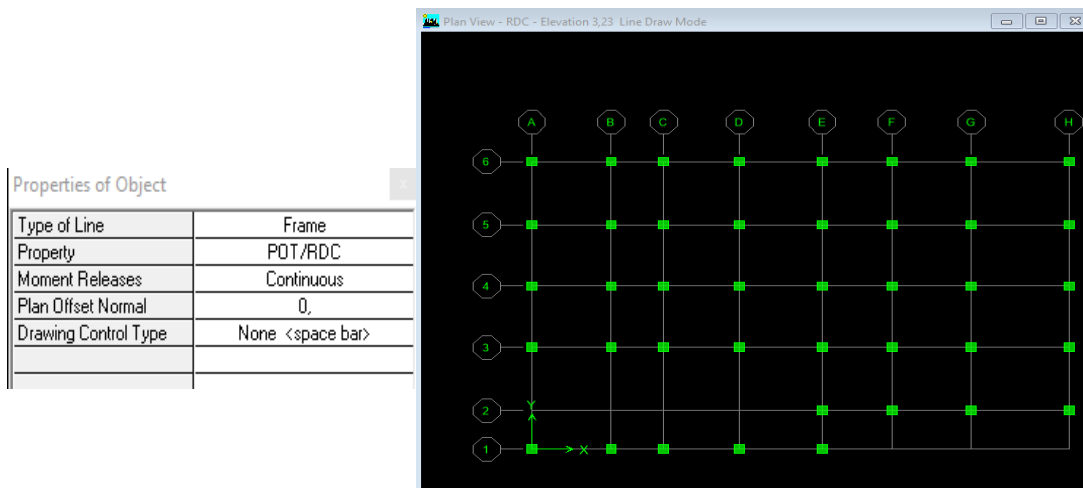 Plan View - RDC - Elevation 3,23 Line Draw Mode
A B C D E F G H
6
Properties of Object
x
Type of Line Frame
Property POT/RDC
5
Moment Releases Continuous
4
Plan Offset Normal 0,
Drawing Control Type None <space bar>
3
Y
2
1 X